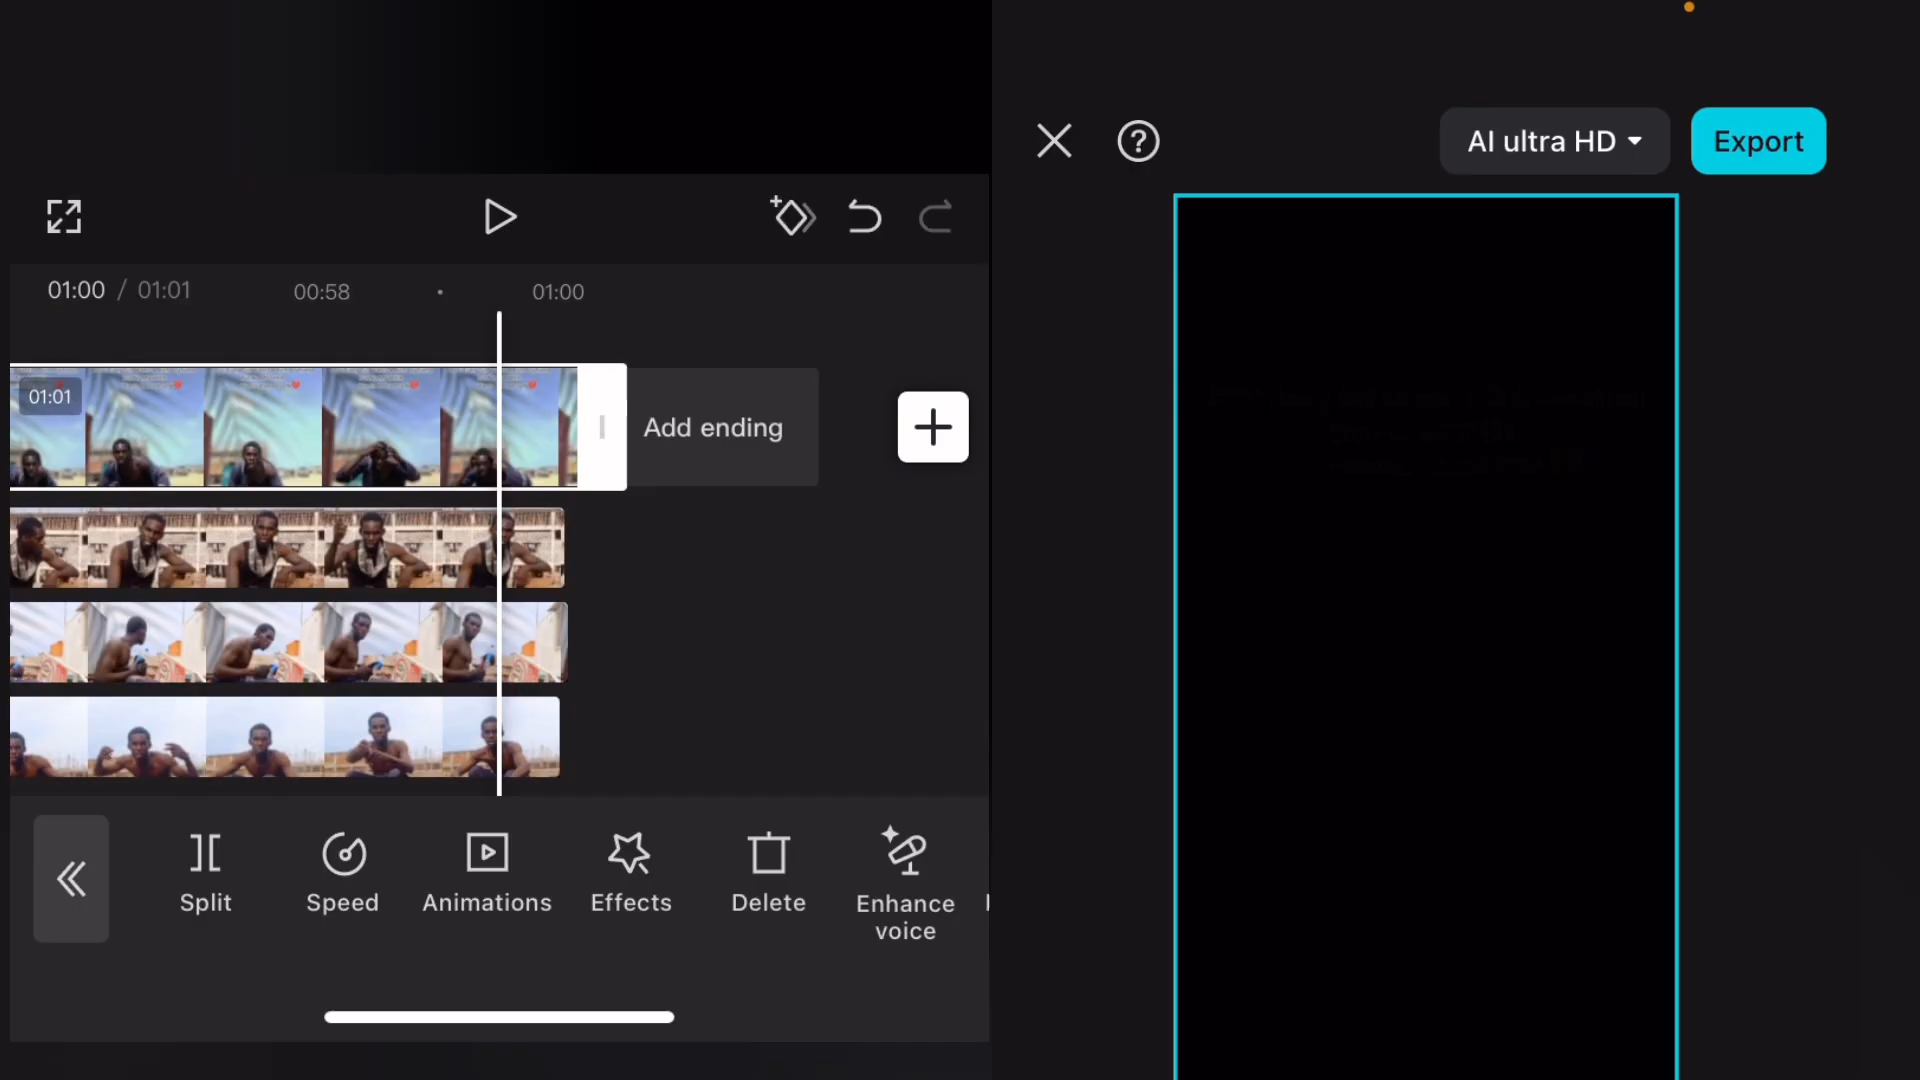 AI ultra HD
Export
01:00 / 01:01
00:58
01:00
01:01
Add ending
Split
Speed
Animations
Effects
Delete
Enhance
voice